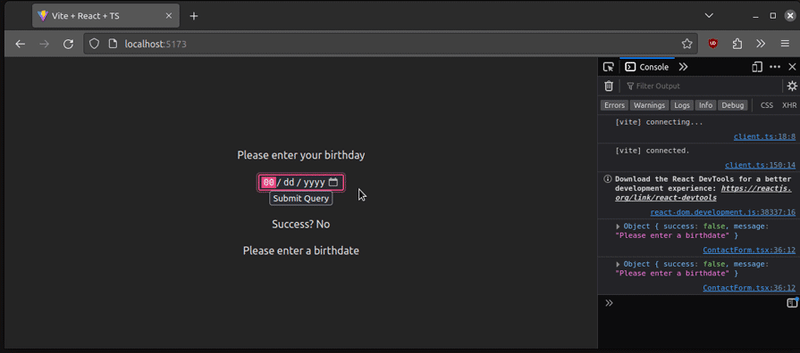 Vite + React + TS
localhost:5173
Please enter your birthday
00 / dd / yyyy
Submit Query
Success? No
Please enter a birthdate
Console
Filter Output
Errors Warnings Logs Info Debug CSS XHR
[vite] connecting...
client.ts:18:8
[vite] connected.
client.ts:150:14
Download the React DevTools for a better
development experience: https://reactjs.
org/link/react-devtools
react-dom.development.js:38337:16
Object { success: false, message:
"Please enter a birthdate" }
ContactForm.tsx:36:12
Object { success: false, message:
"Please enter a birthdate" }
ContactForm.tsx:36:12